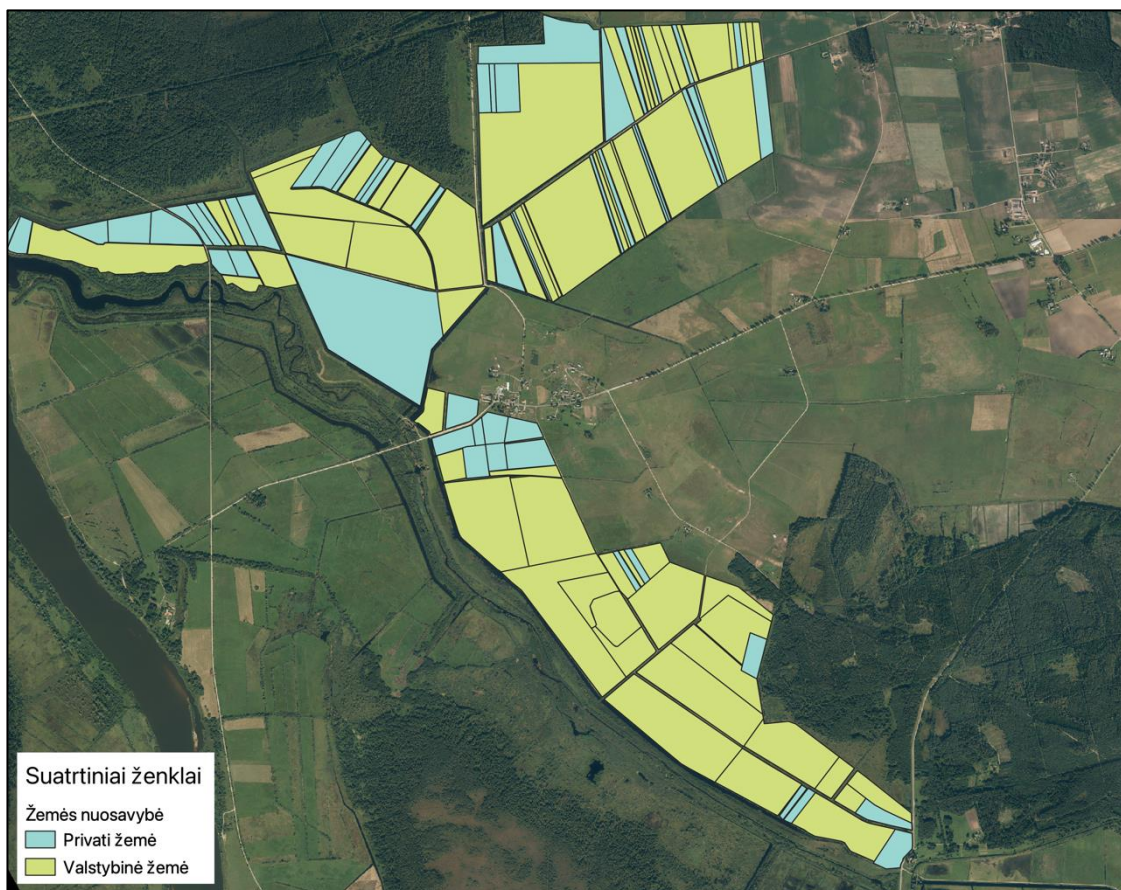 Suatrtiniai ženklai
Žemės nuosavybė
Privati žemė
Valstybinė žemė